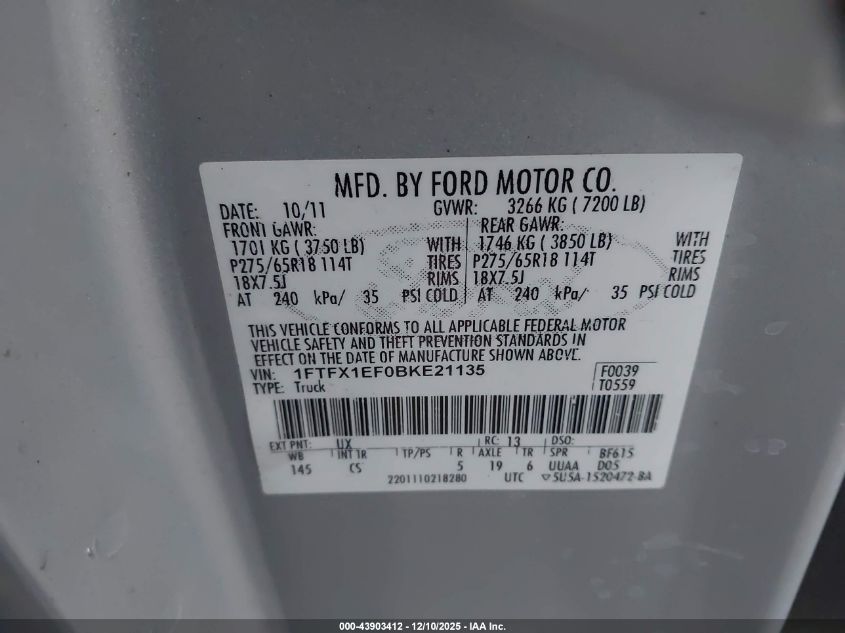 MFD. BY FORD MOTOR CO.
DATE: 10/11 GVWR: 3266 KG ( 7200 LB)
FRONT GAWR: REAR GAWR:
1701 KG ( 3750 LB) WITH 1746 KG ( 3850 LB) WITH
P275/65R18 114T TIRES P275/65R18 114T TIRES
18X7.5J RIMS 18X7.5J RIMS
AT 240 kPa/ 35 PSI COLD AT 240 kPa/ 35 PSI COLD
THIS VEHICLE CONFORMS TO ALL APPLICABLE FEDERAL MOTOR
VEHICLE SAFETY AND THEFT PREVENTION STANDARDS IN
EFFECT ON THE DATE OF MANUFACTURE SHOWN ABOVE.
VIN: 1FTFX1EF0BKE21135 F0039
TYPE: Truck T0559
EXT PNT: UX RC: 13 DSO:
WB INT TR TP/PS R AXLE TR SPR BF615
145 CS 5 19 6 UUAA DOS
2201110218280 UTC ▽5U5A-1520472-BA
000-43903412 - 12/10/2025 - IAA Inc.